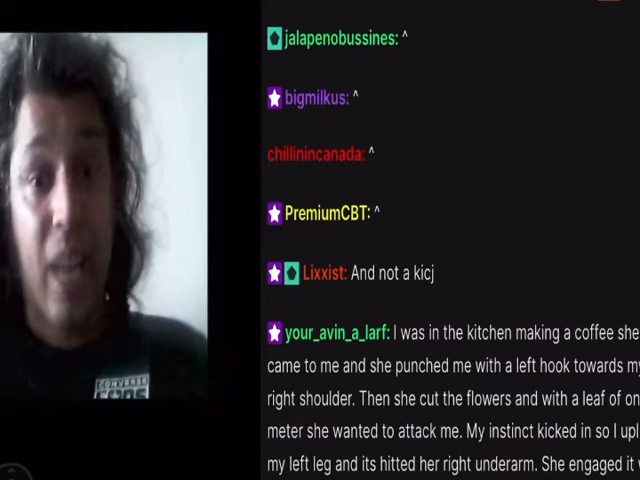 jalapenobussines: ^
bigmilkus: ^
chillinincanada: ^
PremiumCBT: ^
Lixxist: And not a kicj
your_avin_a_larf: I was in the kitchen making a coffee she
came to me and she punched me with a left hook towards my
right shoulder. Then she cut the flowers and with a leaf of on
meter she wanted to attack me. My instinct kicked in so I upl
my left leg and its hitted her right underarm. She engaged it
CONVERSE